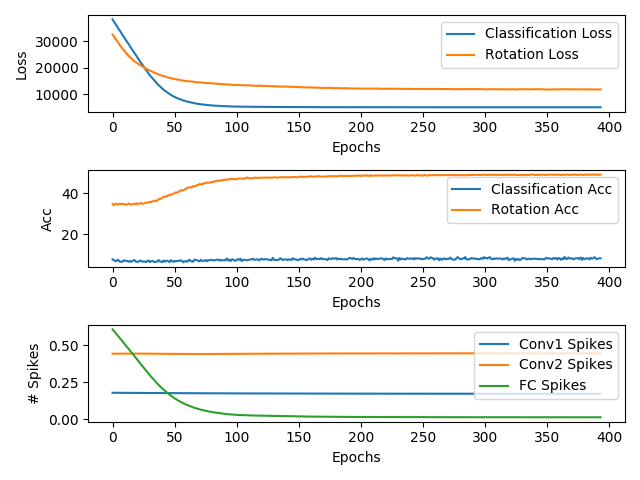 Loss
30000
20000
10000
Classification Loss
Rotation Loss
0 50 100 150 200 250 300 350 400
Epochs
Acc
40
20
Classification Acc
Rotation Acc
0 50 100 150 200 250 300 350 400
Epochs
# Spikes
0.50
0.25
0.00
Conv1 Spikes
Conv2 Spikes
FC Spikes
0 50 100 150 200 250 300 350 400
Epochs